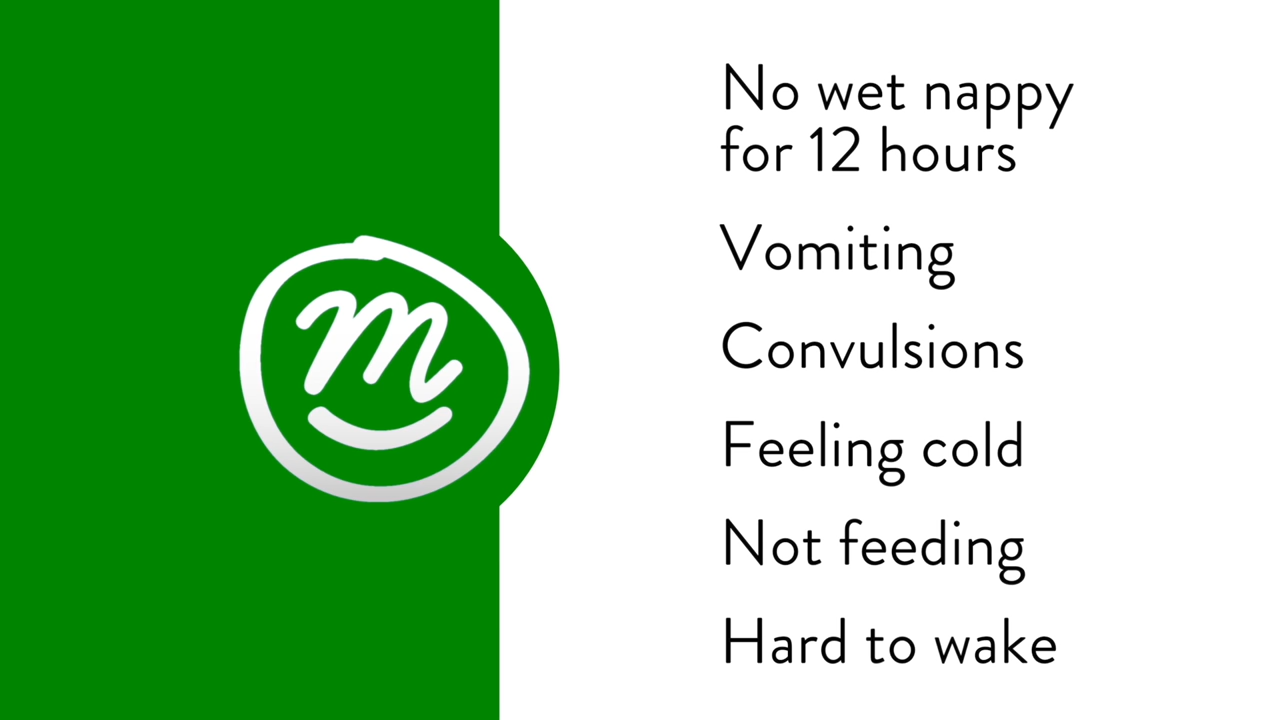 m
No wet nappy
for 12 hours
Vomiting
Convulsions
Feeling cold
Not feeding
Hard to wake